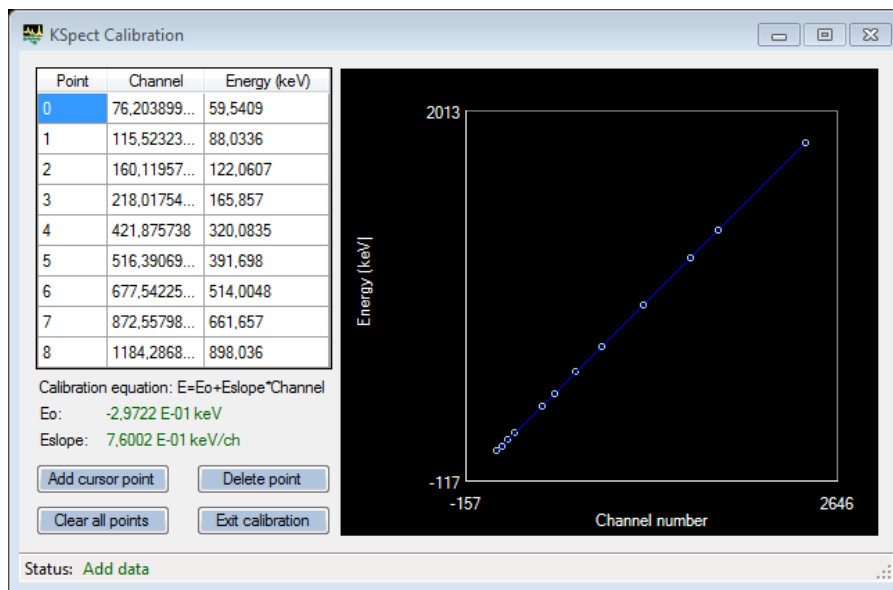 KSpect Calibration
Point Channel Energy (keV)
0 76,203899... 59,5409
1 115,52323... 88,0336
2 160,11957... 122,0607
3 218,01754... 165,857
4 421,875738 320,0835
5 516,39069... 391,698
6 677,54225... 514,0048
7 872,55798... 661,657
8 1184,2868... 898,036
Calibration equation: E=Eo+Eslope*Channel
Eo: -2,9722 E-01 keV
Eslope: 7,6002 E-01 keV/ch
Add cursor point Delete point
Clear all points Exit calibration
2013
Energy (keV)
-117
-157 2646
Channel number
Status: Add data